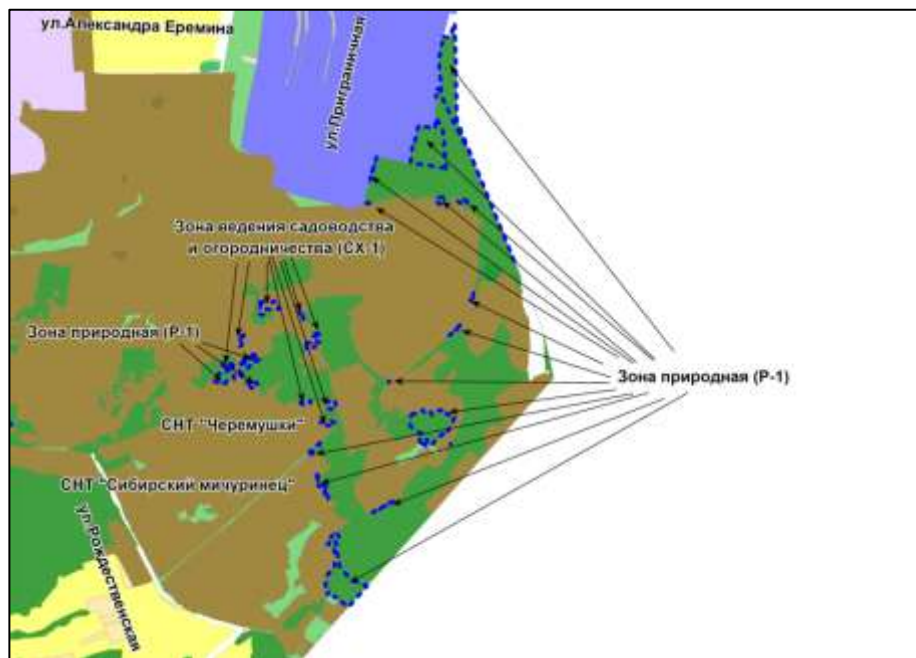 ул.Александра Еремина
ул.Приграничная
Зона ведения садоводства
и огородничества (СХ-1)
Зона природная (Р-1)
Зона природная (Р-1)
СНТ "Черемушки"
СНТ "Сибирский мичуринец"
ул.Рождественская